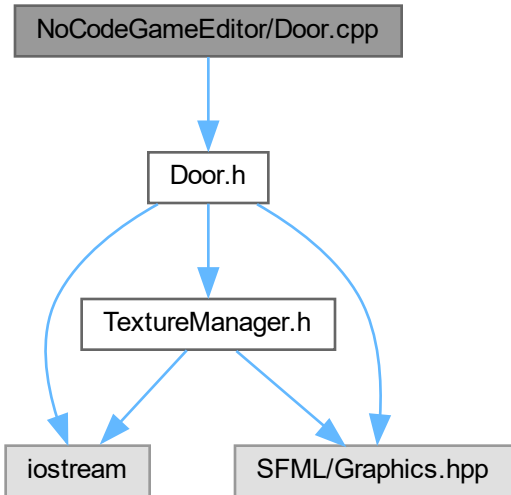 NoCodeGameEditor/Door.cpp
Door.h
TextureManager.h
iostream
SFML/Graphics.hpp